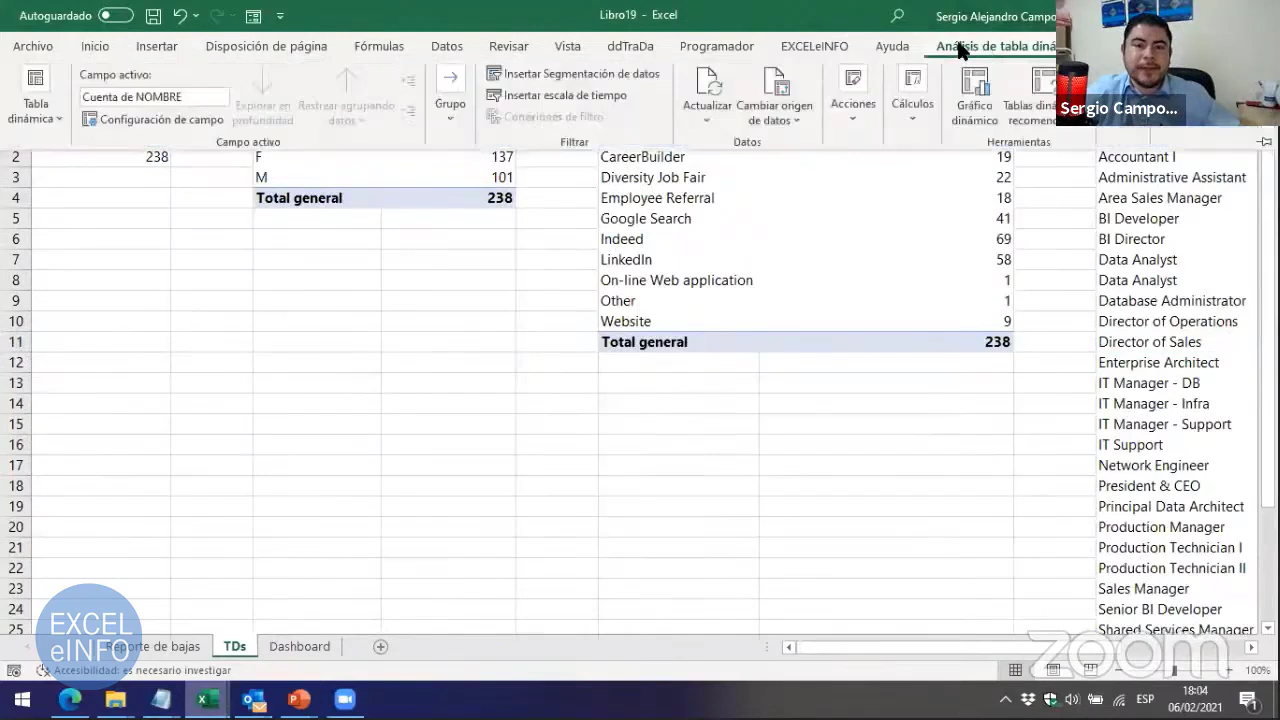 Autoguardado
Libro19 - Excel
Sergio Alejandro Campo
Archivo Inicio Insertar Disposición de página Fórmulas Datos Revisar Vista ddTraDa Programador EXCELeINFO Ayuda Análisis de tabla diná
Tabla dinámica
Campo activo:
Cuenta de NOMBRE
Configuración de campo
Explorar en profundidad
Rastrear agrupando datos
Campo activo
Grupo
Insertar Segmentación de datos
Insertar escala de tiempo
Conexiones de filtro
Filtrar
Actualizar
Cambiar origen de datos
Datos
Acciones
Cálculos
Gráfico dinámico
Tablas diná
recomen
Herramientas
Sergio Campo...
2 238 F 137 CareerBuilder 19 Accountant I
3 M 101 Diversity Job Fair 22 Administrative Assistant
4 Total general 238 Employee Referral 18 Area Sales Manager
5 Google Search 41 BI Developer
6 Indeed 69 BI Director
7 LinkedIn 58 Data Analyst
8 On-line Web application 1 Data Analyst
9 Other 1 Database Administrator
10 Website 9 Director of Operations
11 Total general 238 Director of Sales
12 Enterprise Architect
13 IT Manager - DB
14 IT Manager - Infra
15 IT Manager - Support
16 IT Support
17 Network Engineer
18 President & CEO
19 Principal Data Architect
20 Production Manager
21 Production Technician I
22 Production Technician II
23 Sales Manager
24 Senior BI Developer
25 Shared Services Manager
EXCEL
eINFO
Reporte de bajas TDs Dashboard
zoom
Accesibilidad: es necesario investigar
100%
ESP
18:04
06/02/2021
1